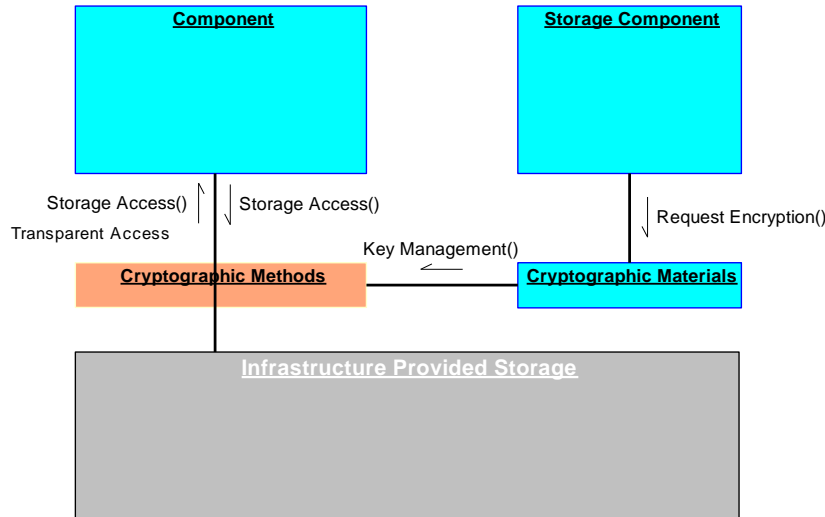 Component
Storage Component
Storage Access()
Storage Access()
Transparent Access
Request Encryption()
Key Management()
Cryptographic Methods
Cryptographic Materials
Infrastructure Provided Storage